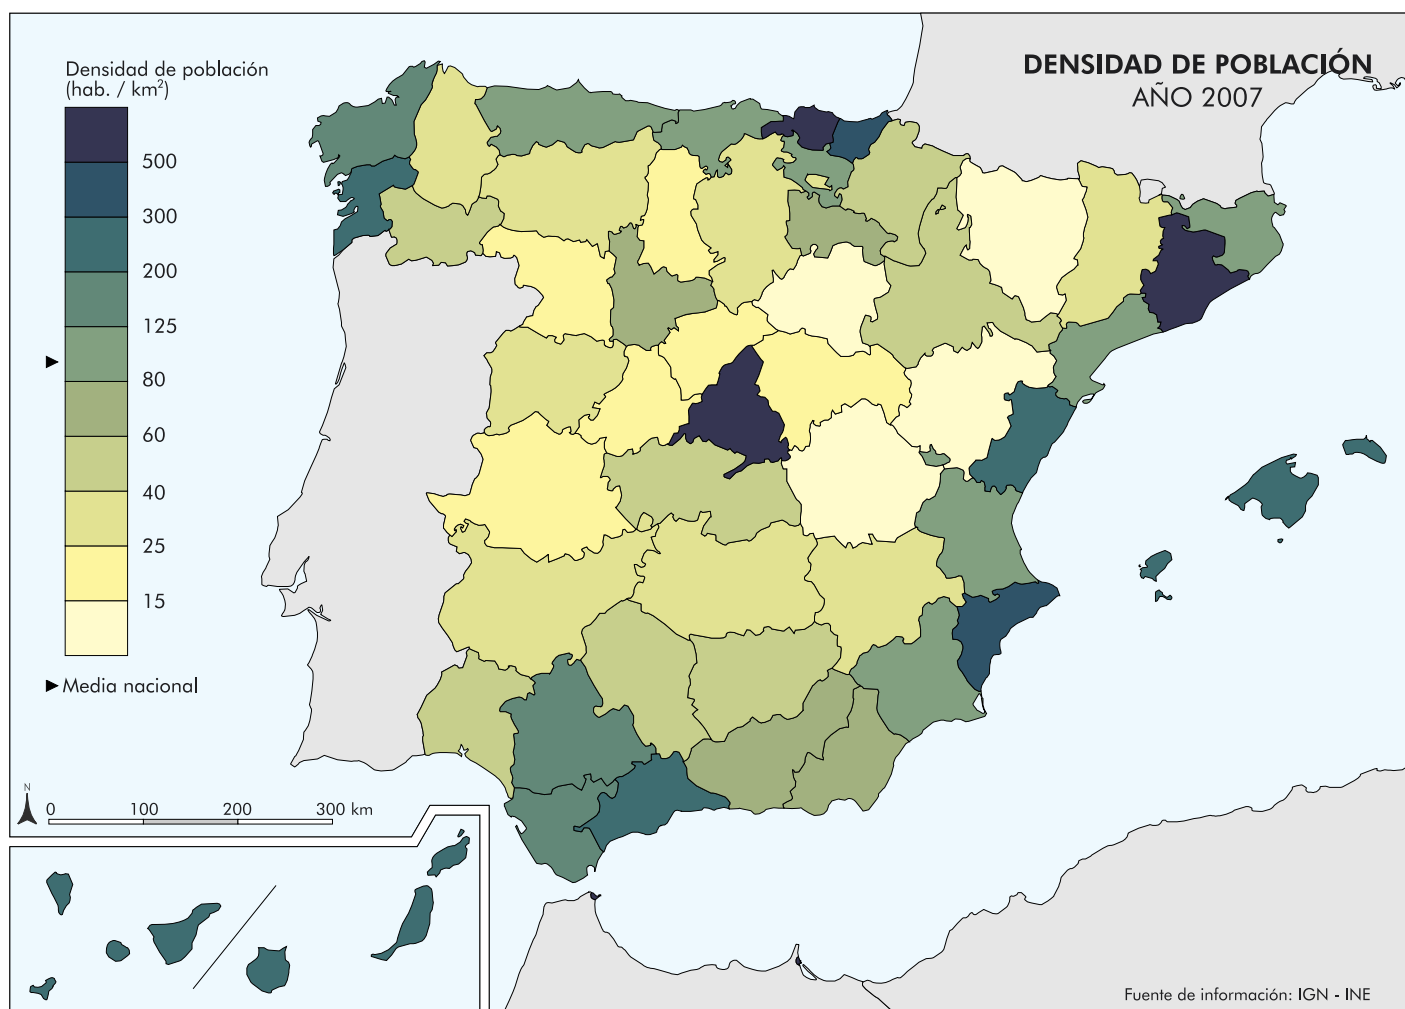 DENSIDAD DE POBLACIÓN
AÑO 2007
Densidad de población
(hab. / km²)
500
300
200
125
80
60
40
25
15
► Media nacional
N
0 100 200 300 km
Fuente de información: IGN - INE